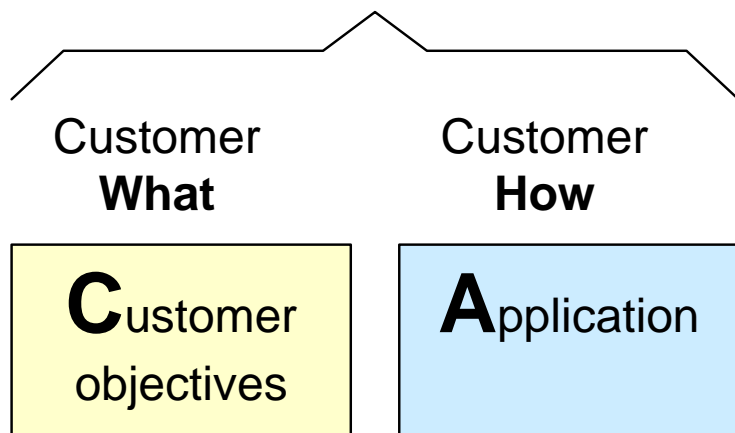 Customer
What
Customer
How
Customer
objectives
Application